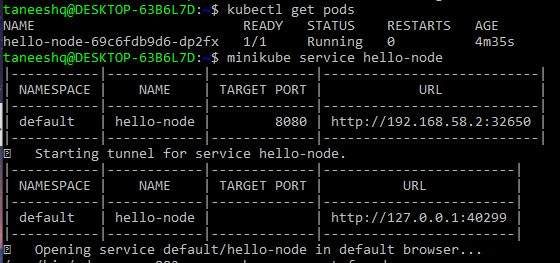 taneeshq@DESKTOP-63B6L7D:~$ kubectl get pods
NAME READY STATUS RESTARTS AGE
hello-node-69c6fdb9d6-dp2fx 1/1 Running 0 4m35s
taneeshq@DESKTOP-63B6L7D:~$ minikube service hello-node
|-----------|------------|-------------|---------------------------|
| NAMESPACE | NAME | TARGET PORT | URL |
|-----------|------------|-------------|---------------------------|
| default | hello-node | 8080 | http://192.168.58.2:32650 |
|-----------|------------|-------------|---------------------------|
Starting tunnel for service hello-node.
|-----------|------------|-------------|------------------------|
| NAMESPACE | NAME | TARGET PORT | URL |
|-----------|------------|-------------|------------------------|
| default | hello-node | | http://127.0.0.1:40299 |
|-----------|------------|-------------|------------------------|
Opening service default/hello-node in default browser...